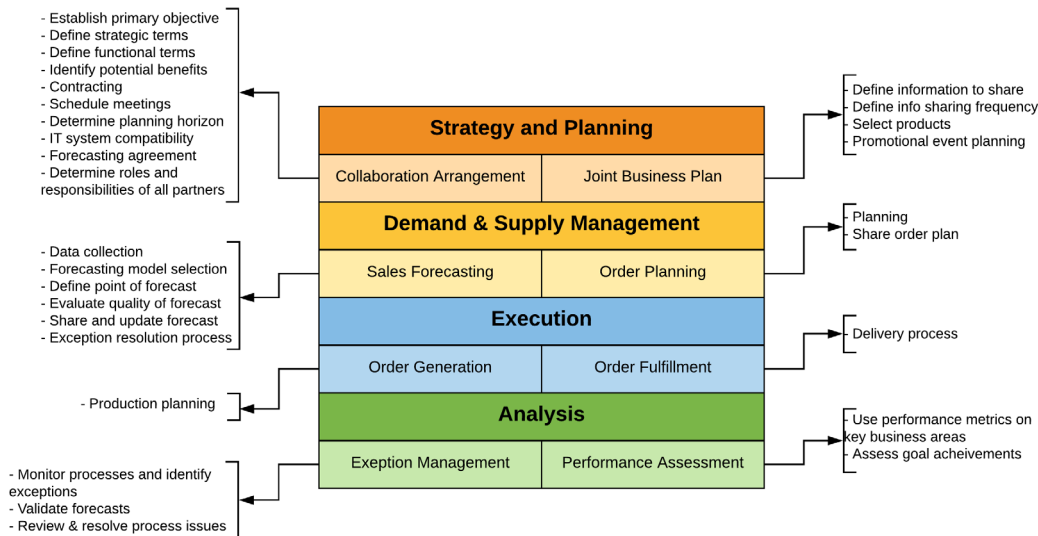 - Establish primary objective
- Define strategic terms
- Define functional terms
- Identify potential benefits
- Contracting
- Schedule meetings
- Determine planning horizon
- IT system compatibility
- Forecasting agreement
- Determine roles and
responsibilities of all partners
- Define information to share
- Define info sharing frequency
- Select products
- Promotional event planning
Strategy and Planning
Collaboration Arrangement
Joint Business Plan
Demand & Supply Management
- Planning
- Share order plan
- Data collection
- Forecasting model selection
- Define point of forecast
- Evaluate quality of forecast
- Share and update forecast
- Exception resolution process
Sales Forecasting
Order Planning
Execution
- Delivery process
Order Generation
Order Fulfillment
- Production planning
Analysis
- Use performance metrics on
key business areas
- Assess goal acheivements
Exeption Management
Performance Assessment
- Monitor processes and identify
exceptions
- Validate forecasts
- Review & resolve process issues